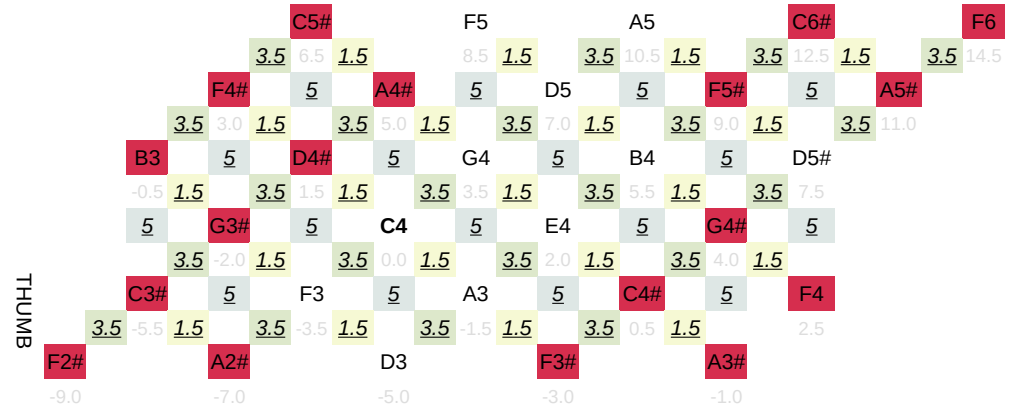 C5# F5 A5 C6# F6
3.5 6.5 1.5 8.5 1.5 3.5 10.5 1.5 3.5 12.5 1.5 3.5 14.5
F4# 5 A4# 5 D5 5 F5# 5 A5#
3.5 3.0 1.5 3.5 5.0 1.5 3.5 7.0 1.5 3.5 9.0 1.5 3.5 11.0
B3 5 D4# 5 G4 5 B4 5 D5#
-0.5 1.5 3.5 1.5 1.5 3.5 3.5 1.5 3.5 5.5 1.5 3.5 7.5
5 G3# 5 C4 5 E4 5 G4# 5
3.5 -2.0 1.5 3.5 0.0 1.5 3.5 2.0 1.5 3.5 4.0 1.5
THUMB
C3# 5 F3 5 A3 5 C4# 5 F4
3.5 -5.5 1.5 3.5 -3.5 1.5 3.5 -1.5 1.5 3.5 0.5 1.5 2.5
F2# A2# D3 F3# A3#
-9.0 -7.0 -5.0 -3.0 -1.0